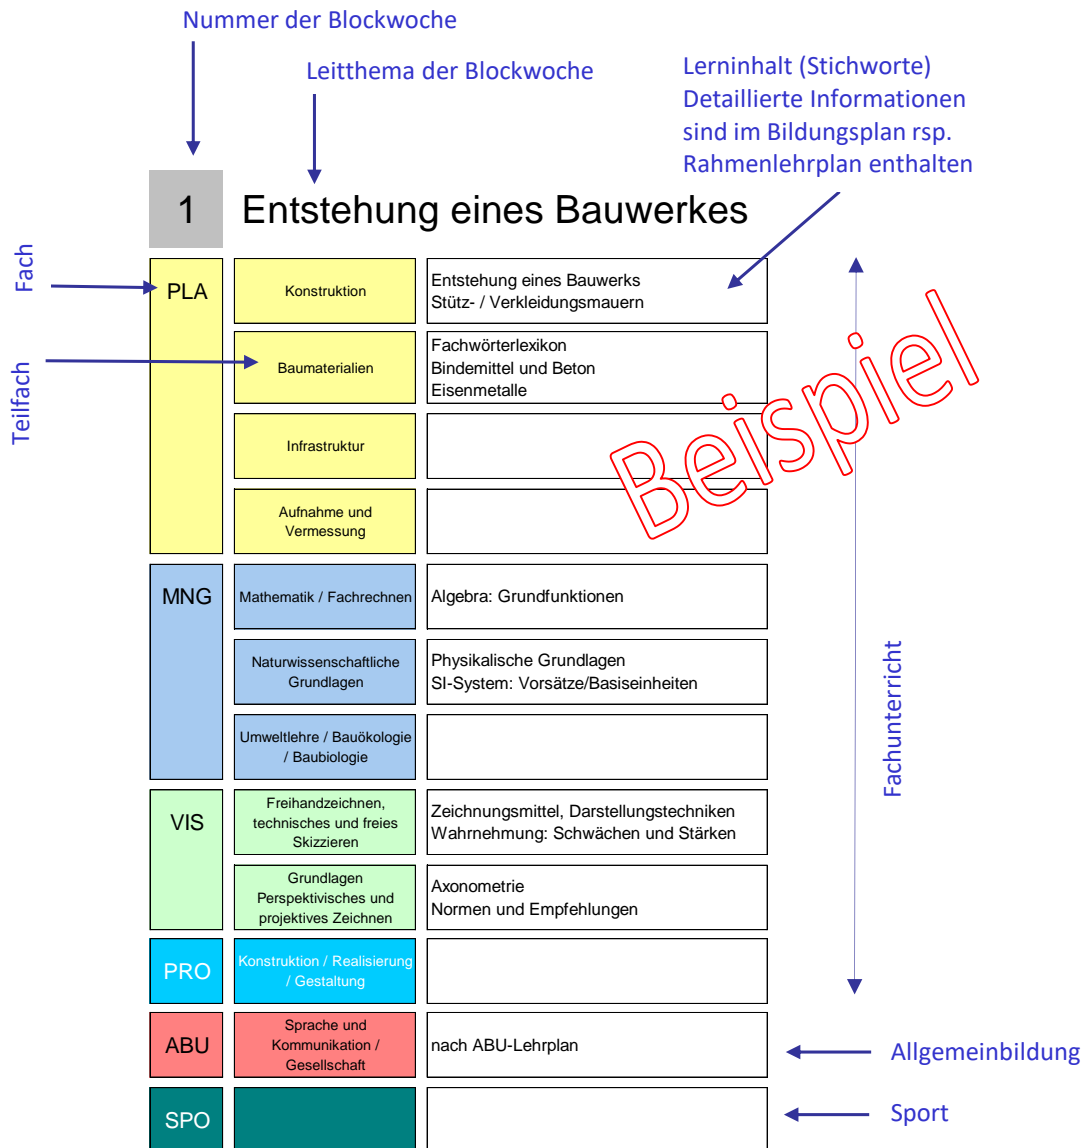 Nummer der Blockwoche
Leitthema der Blockwoche
Lerninhalt (Stichworte)
Detaillierte Informationen
sind im Bildungsplan rsp.
Rahmenlehrplan enthalten
1
Entstehung eines Bauwerkes
Fach
Teilfach
PLA
Konstruktion
Entstehung eines Bauwerks
Stütz- / Verkleidungsmauern
Baumaterialien
Fachwörterlexikon
Bindemittel und Beton
Eisenmetalle
Infrastruktur
Aufnahme und
Vermessung
Beispiel
MNG
Mathematik / Fachrechnen
Algebra: Grundfunktionen
Naturwissenschaftliche
Grundlagen
Physikalische Grundlagen
SI-System: Vorsätze/Basiseinheiten
Umweltlehre / Bauökologie
/ Baubiologie
Fachunterricht
VIS
Freihandzeichnen,
technisches und freies
Skizzieren
Zeichnungsmittel, Darstellungstechniken
Wahrnehmung: Schwächen und Stärken
Grundlagen
Perspektivisches und
projektives Zeichnen
Axonometrie
Normen und Empfehlungen
PRO
Konstruktion / Realisierung
/ Gestaltung
ABU
Sprache und
Kommunikation /
Gesellschaft
nach ABU-Lehrplan
Allgemeinbildung
SPO
Sport